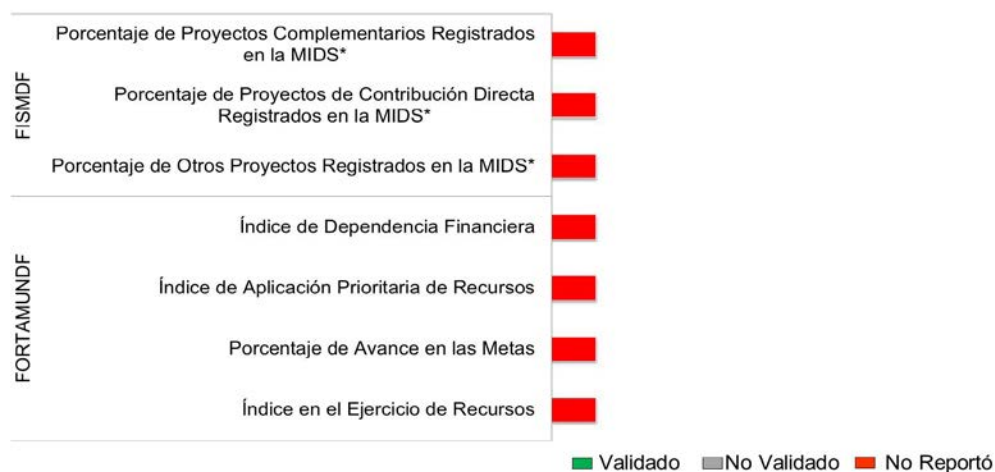 FISMDF
Porcentaje de Proyectos Complementarios Registrados
en la MIDS*
Porcentaje de Proyectos de Contribución Directa
Registrados en la MIDS*
Porcentaje de Otros Proyectos Registrados en la MIDS*
FORTAMUNDF
Índice de Dependencia Financiera
Índice de Aplicación Prioritaria de Recursos
Porcentaje de Avance en las Metas
Índice en el Ejercicio de Recursos
Validado No Validado No Reportó